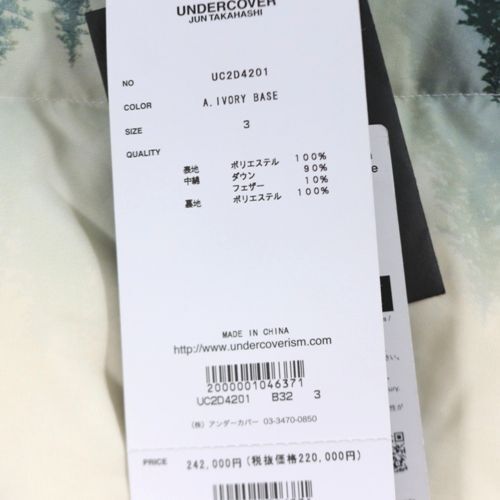 UNDERCOVER
JUN TAKAHASHI
NO UC2D4201
COLOR A.IVORY BASE
SIZE 3
QUALITY
表地 ポリエステル 100%
中綿 ダウン 90%
フェザー 10%
裏地 ポリエステル 100%
MADE IN CHINA
http://www.undercoverism.com
2000001046371
UC2D4201 B32 3
(株) アンダーカバー 03-3470-0850
PRICE 242,000円(税抜価格220,000円)